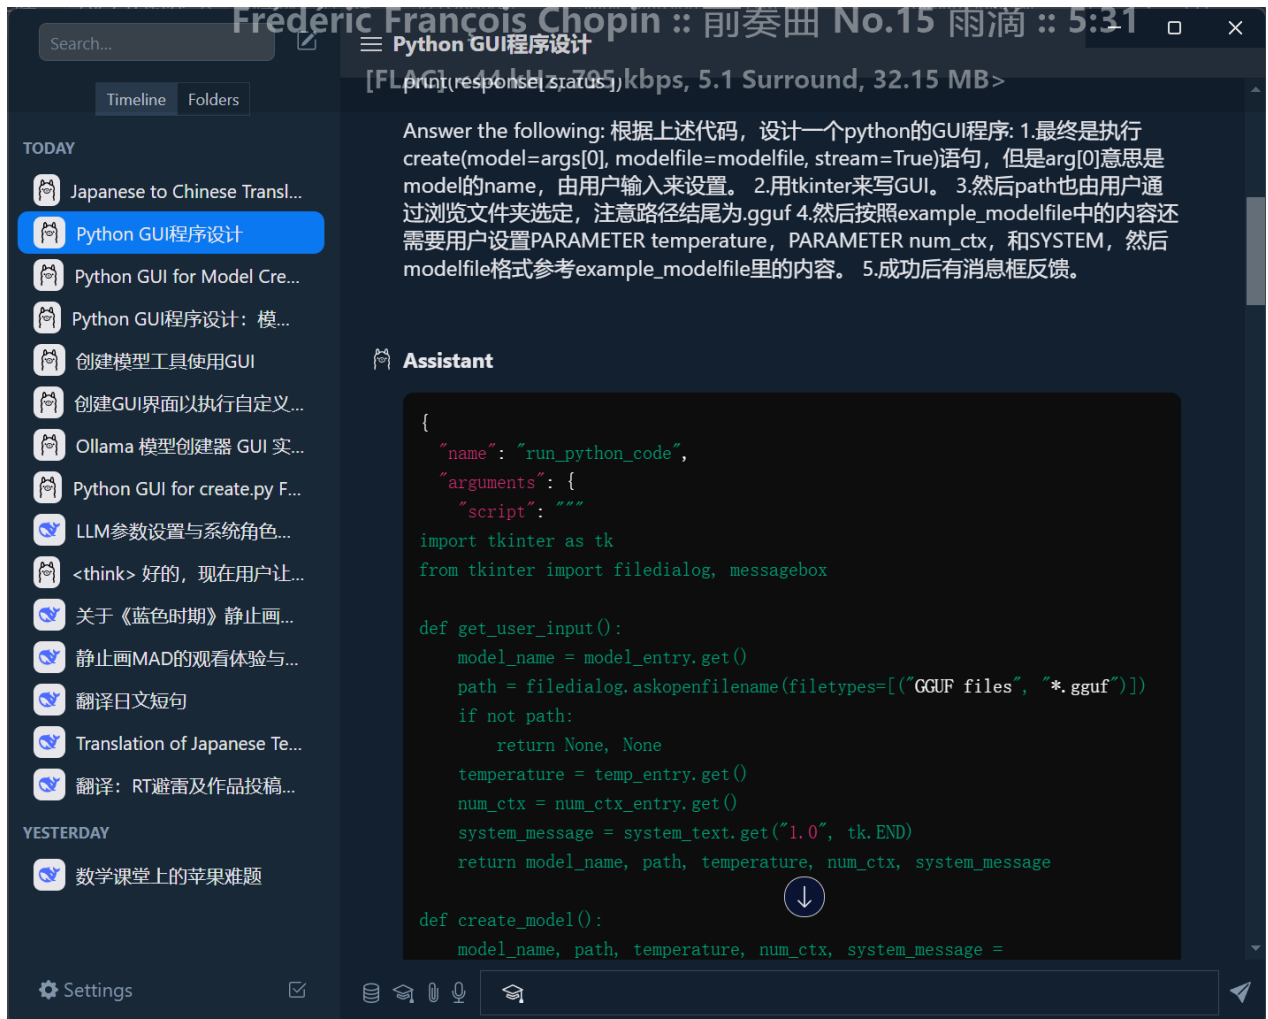 Frédéric François Chopin :: 前奏曲 No.15 雨滴 :: 5:31
Search...
Python GUI程序设计
[FLAC] <44 kHz, 795 kbps, 5.1 Surround, 32.15 MB>
print(response['status'])
Timeline
Folders
TODAY
Japanese to Chinese Transl...
Python GUI程序设计
Python GUI for Model Cre...
Python GUI程序设计：模...
创建模型工具使用GUI
创建GUI界面以执行自定义...
Ollama 模型创建器 GUI 实...
Python GUI for create.py F...
LLM参数设置与系统角色...
<think> 好的，现在用户让...
关于《蓝色时期》静止画...
静止画MAD的观看体验与...
翻译日文短句
Translation of Japanese Te...
翻译：RT避雷及作品投稿...
YESTERDAY
数学课堂上的苹果难题
Settings
Answer the following: 根据上述代码，设计一个python的GUI程序: 1.最终是执行
create(model=args[0], modelfile=modelfile, stream=True)语句，但是arg[0]意思是
model的name，由用户输入来设置。 2.用tkinter来写GUI。 3.然后path也由用户通
过浏览文件夹选定，注意路径结尾为.gguf 4.然后按照example_modelfile中的内容还
需要用户设置PARAMETER temperature，PARAMETER num_ctx，和SYSTEM，然后
modelfile格式参考example_modelfile里的内容。 5.成功后有消息框反馈。
Assistant
{
"name": "run_python_code",
"arguments": {
"script": """
import tkinter as tk
from tkinter import filedialog, messagebox
def get_user_input():
model_name = model_entry.get()
path = filedialog.askopenfilename(filetypes=[("GGUF files", "*.gguf")])
if not path:
return None, None
temperature = temp_entry.get()
num_ctx = num_ctx_entry.get()
system_message = system_text.get("1.0", tk.END)
return model_name, path, temperature, num_ctx, system_message
def create_model():
model_name, path, temperature, num_ctx, system_message =